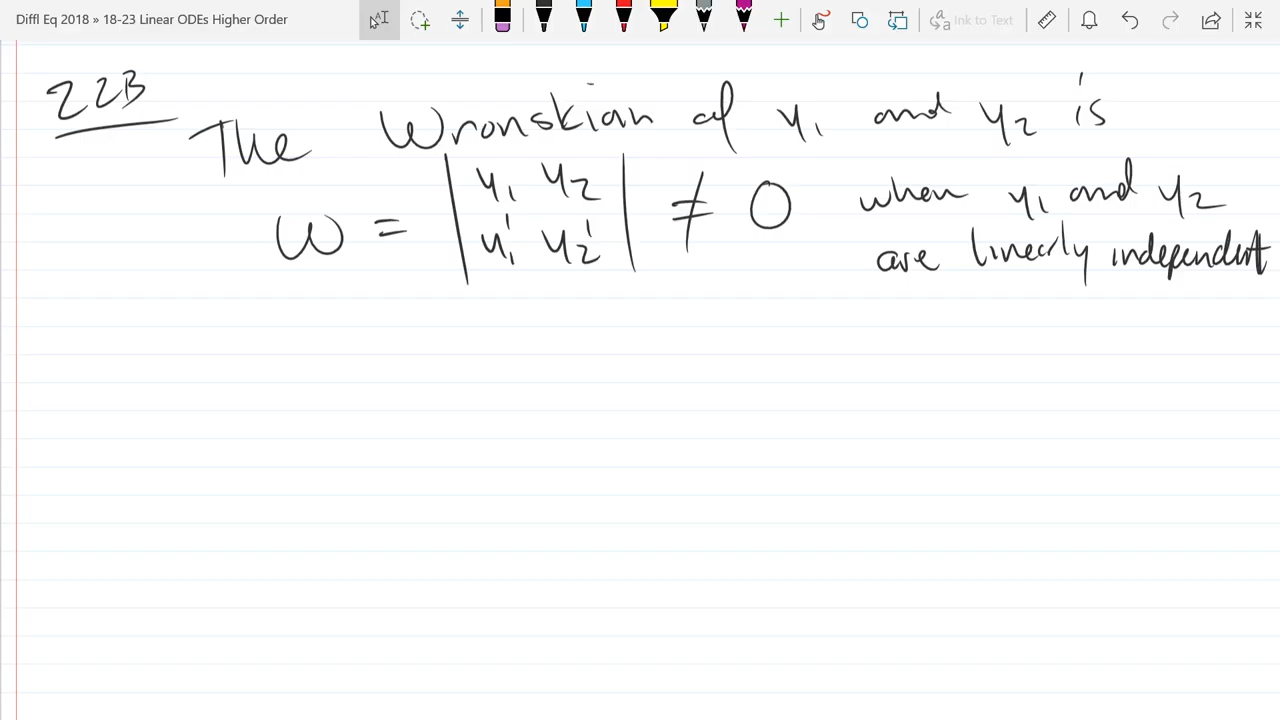 Diffl Eq 2018 » 18-23 Linear ODEs Higher Order
Ink to Text
22B
The Wronskian of y₁ and y₂ is
W = | y₁ y₂ | ≠ 0 when y₁ and y₂
| y₁' y₂' | are linearly independent